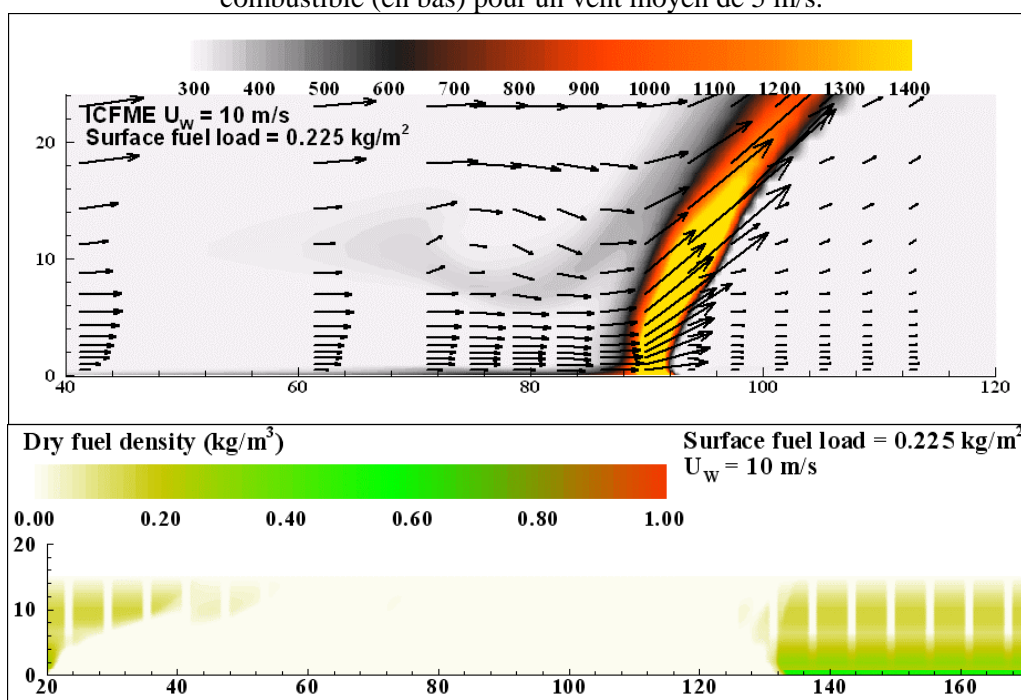 combustible (en bas) pour un vent moyen de 5 m/s.
300 400 500 600 700 800 900 1000 1100 1200 1300 1400
ICFME U_W = 10 m/s
Surface fuel load = 0.225 kg/m²
20
10
0
40 60 80 100 120
Dry fuel density (kg/m³)
Surface fuel load = 0.225 kg/m²
U_W = 10 m/s
0.00 0.20 0.40 0.60 0.80 1.00
20
10
0
20 40 60 80 100 120 140 160